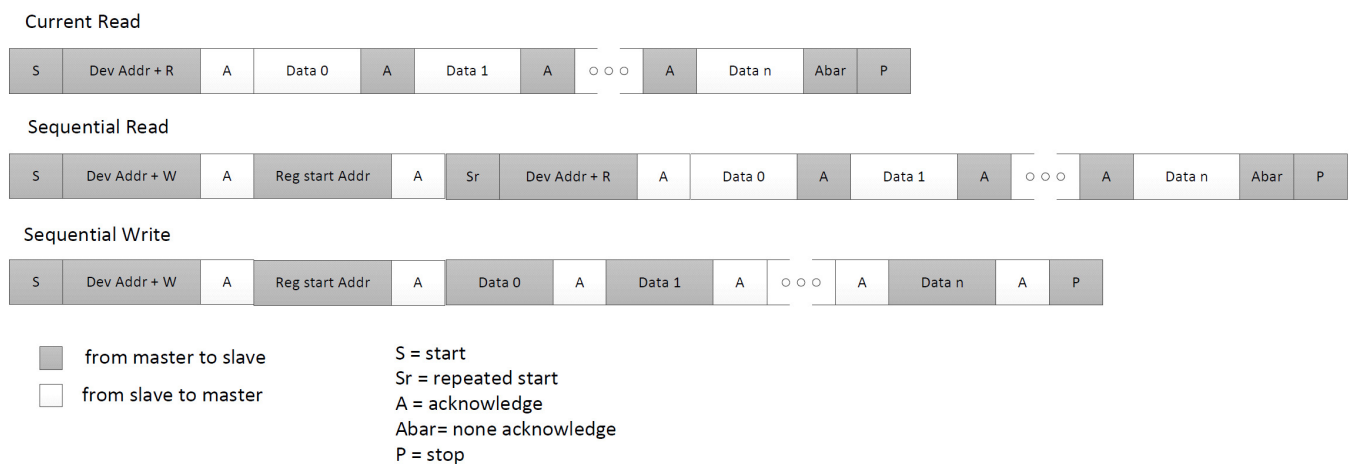 Current Read
S Dev Addr + R A Data 0 A Data 1 A ○ ○ ○ A Data n Abar P
Sequential Read
S Dev Addr + W A Reg start Addr A Sr Dev Addr + R A Data 0 A Data 1 A ○ ○ ○ A Data n Abar P
Sequential Write
S Dev Addr + W A Reg start Addr A Data 0 A Data 1 A ○ ○ ○ A Data n A P
from master to slave
from slave to master
S = start
Sr = repeated start
A = acknowledge
Abar= none acknowledge
P = stop